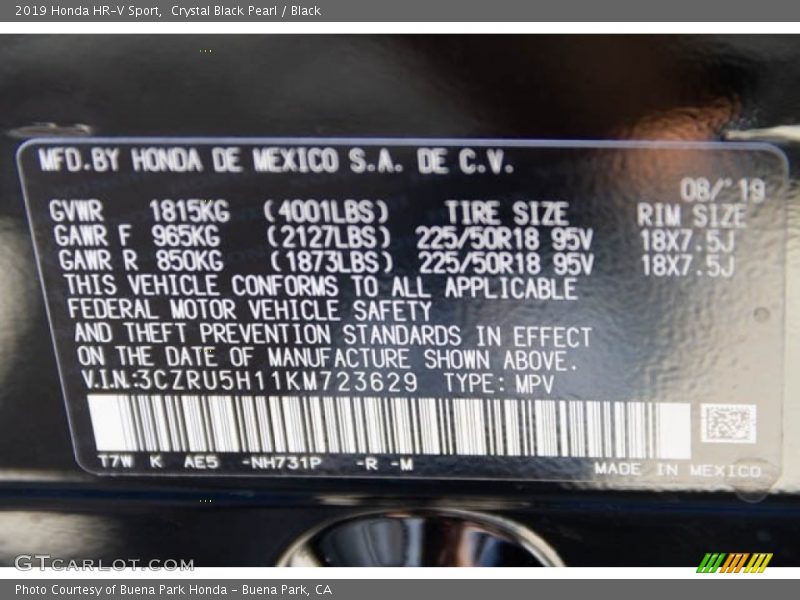 2019 Honda HR-V Sport,  Crystal Black Pearl / Black
MFD.BY HONDA DE MEXICO S.A. DE C.V.
08/'19
GVWR 1815KG (4001LBS) TIRE SIZE RIM SIZE
GAWR F 965KG (2127LBS) 225/50R18 95V 18X7.5J
GAWR R 850KG (1873LBS) 225/50R18 95V 18X7.5J
THIS VEHICLE CONFORMS TO ALL APPLICABLE
FEDERAL MOTOR VEHICLE SAFETY
AND THEFT PREVENTION STANDARDS IN EFFECT
ON THE DATE OF MANUFACTURE SHOWN ABOVE.
V.I.N.:3CZRU5H11KM723629 TYPE: MPV
T7W K AE5 -NH731P -R -M
MADE IN MEXICO
GTCARLOT.COM
Photo Courtesy of Buena Park Honda - Buena Park, CA